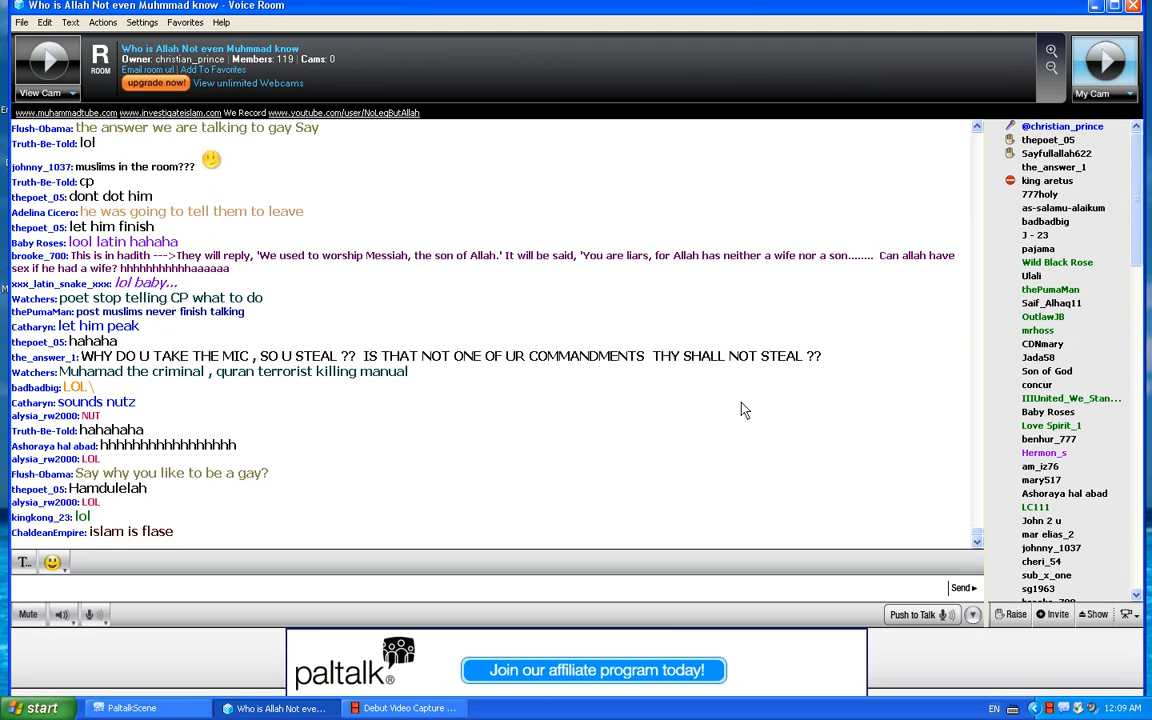 Who is Allah Not even Muhmmad know - Voice Room
File Edit Text Actions Settings Favorites Help
View Cam
R
ROOM
Who is Allah Not even Muhmmad know
Owner: christian_prince | Members: 119 | Cams: 0
Email room url | Add To Favorites
upgrade now! View unlimited Webcams
My Cam
www.muhammadtube.com www.investigateislam.com We Record www.youtube.com/user/NoLegButAllah
Flush-Obama: the answer we are talking to gay Say
Truth-Be-Told: lol
johnny_1037: muslims in the room???
Truth-Be-Told: cp
thepoet_05: dont dot him
Adelina Cicero: he was going to tell them to leave
thepoet_05: let him finish
Baby Roses: lool latin hahaha
brooke_700: This is in hadith --->They will reply, 'We used to worship Messiah, the son of Allah.' It will be said, 'You are liars, for Allah has neither a wife nor a son........ Can allah have
sex if he had a wife? hhhhhhhhhhaaaaaa
xxx_latin_snake_xxx: lol baby...
Watchers: poet stop telling CP what to do
thePumaMan: post muslims never finish talking
Catharyn: let him peak
thepoet_05: hahaha
the_answer_1: WHY DO U TAKE THE MIC , SO U STEAL ?? IS THAT NOT ONE OF UR COMMANDMENTS THY SHALL NOT STEAL ??
Watchers: Muhamad the criminal , quran terrorist killing manual
badbadbig: LOL\
Catharyn: sounds nutz
alysia_rw2000: NUT
Truth-Be-Told: hahahaha
Ashoraya hal abad: hhhhhhhhhhhhhhhhh
alysia_rw2000: LOL
Flush-Obama: Say why you like to be a gay?
thepoet_05: Hamdulelah
alysia_rw2000: LOL
kingkong_23: lol
ChaldeanEmpire: islam is flase
@christian_prince
thepoet_05
Sayfullallah622
the_answer_1
king aretus
777holy
as-salamu-alaikum
badbadbig
J - 23
pajama
Wild Black Rose
Ulali
thePumaMan
Saif_Alhaq11
OutlawJB
mrhoss
CDNmary
Jada58
Son of God
concur
IIIUnited_We_Stan...
Baby Roses
Love Spirit_1
benhur_777
Hermon_s
am_iz76
mary517
Ashoraya hal abad
LC111
John 2 u
mar elias_2
johnny_1037
cheri_54
sub_x_one
sg1963
T...
Send
Mute
Push to Talk
Raise Invite Show
paltalk®
Join our affiliate program today!
start PaltalkScene Who is Allah Not eve... Debut Video Capture ... EN 12:09 AM